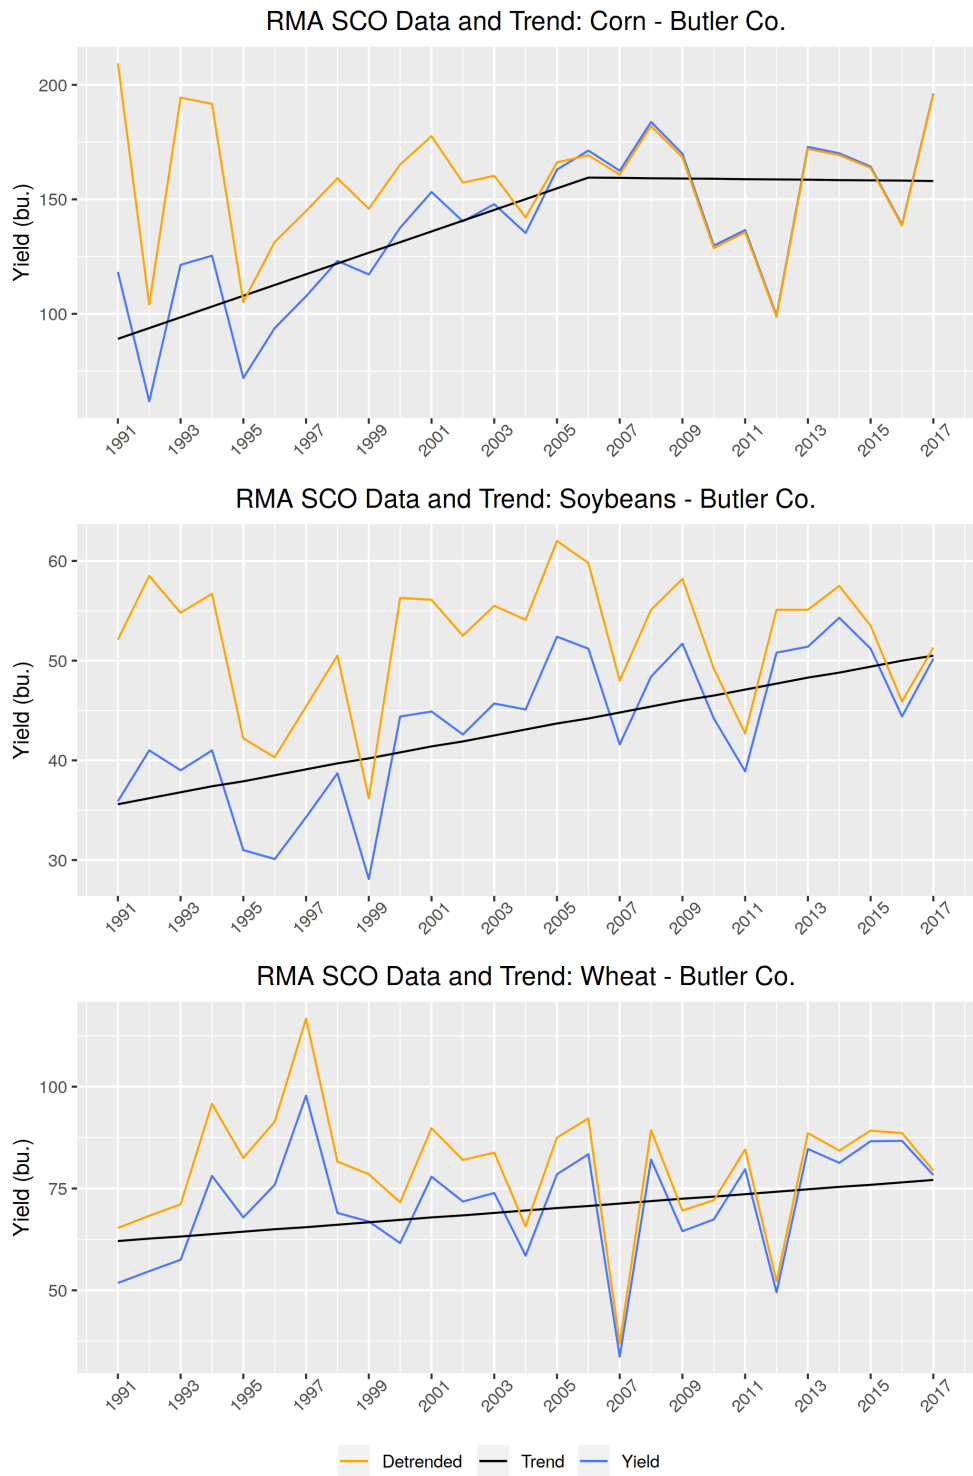 RMA SCO Data and Trend: Corn - Butler Co.
Yield (bu.)
200
150
100
1991 1993 1995 1997 1999 2001 2003 2005 2007 2009 2011 2013 2015 2017
RMA SCO Data and Trend: Soybeans - Butler Co.
Yield (bu.)
60
50
40
30
1991 1993 1995 1997 1999 2001 2003 2005 2007 2009 2011 2013 2015 2017
RMA SCO Data and Trend: Wheat - Butler Co.
Yield (bu.)
100
75
50
1991 1993 1995 1997 1999 2001 2003 2005 2007 2009 2011 2013 2015 2017
Detrended Trend Yield